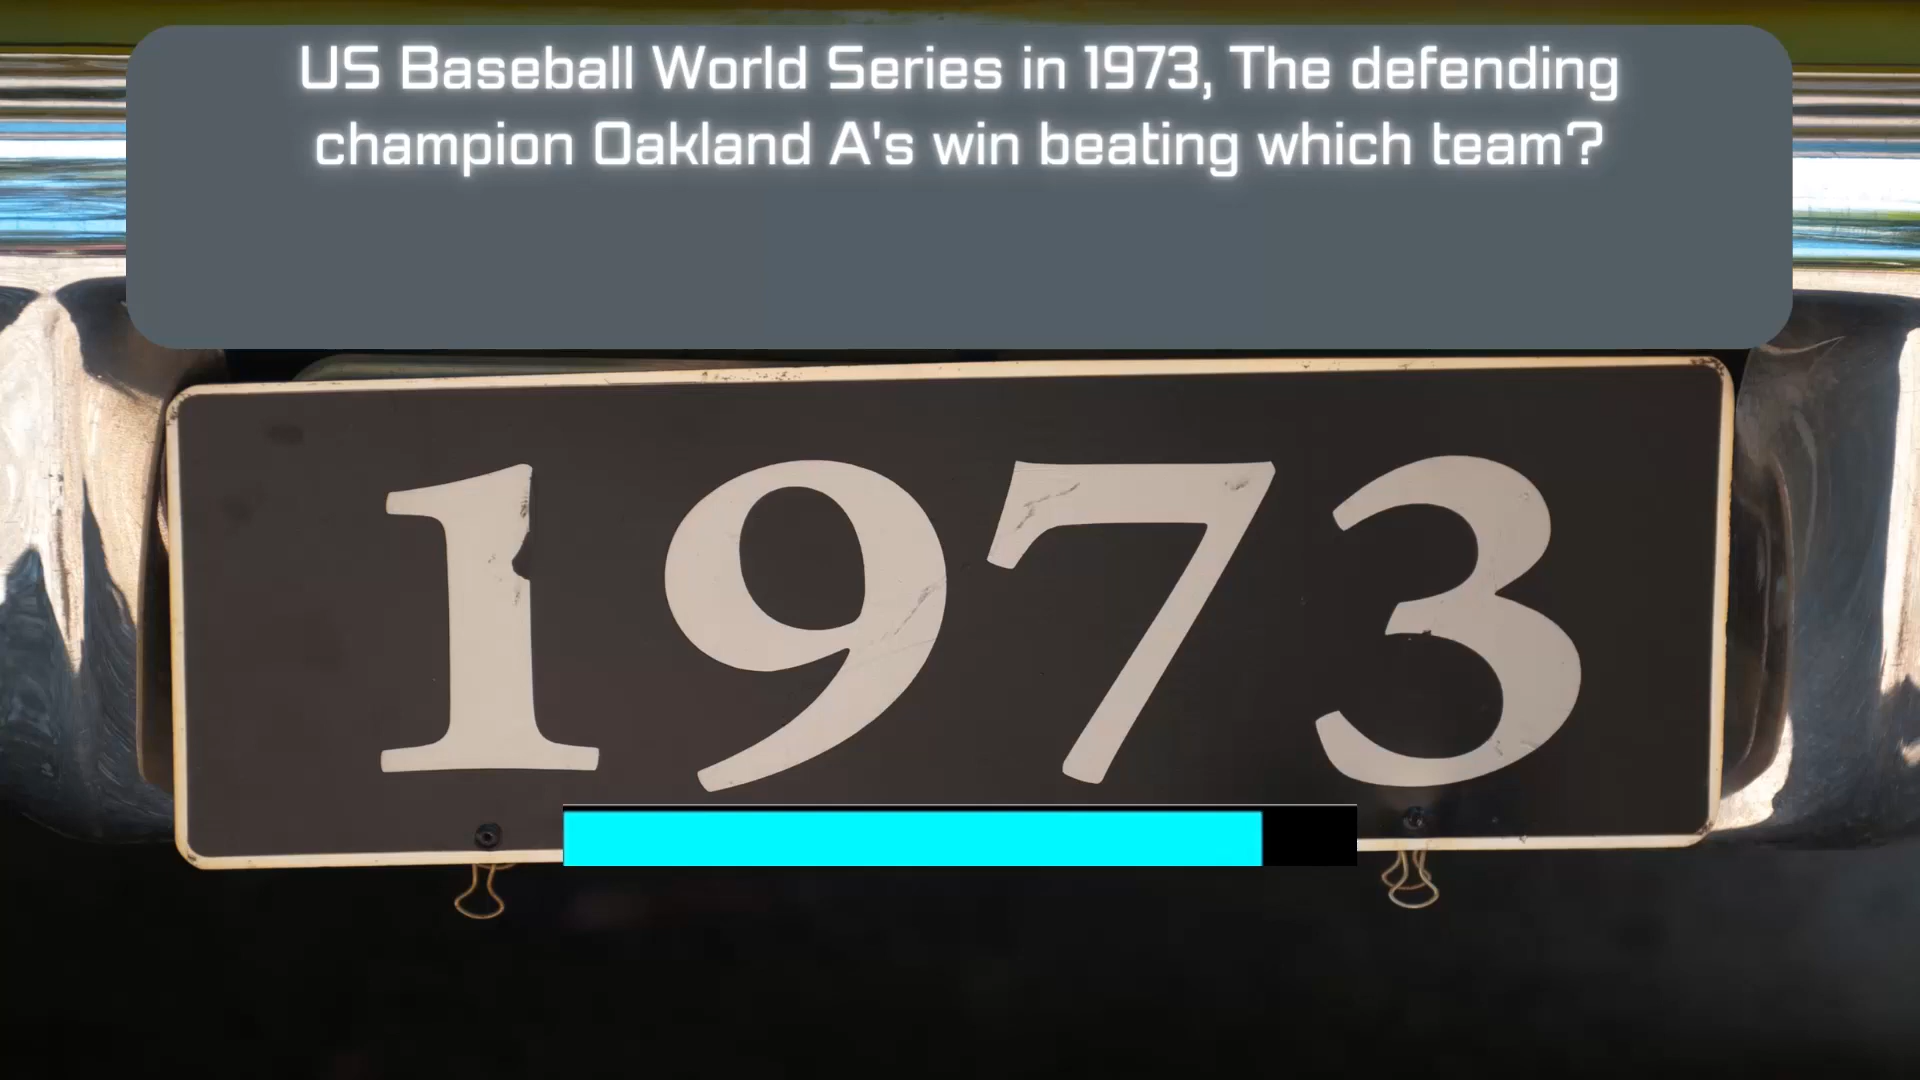 US Baseball World Series in 1973, The defending
champion Oakland A's win beating which team?
1973